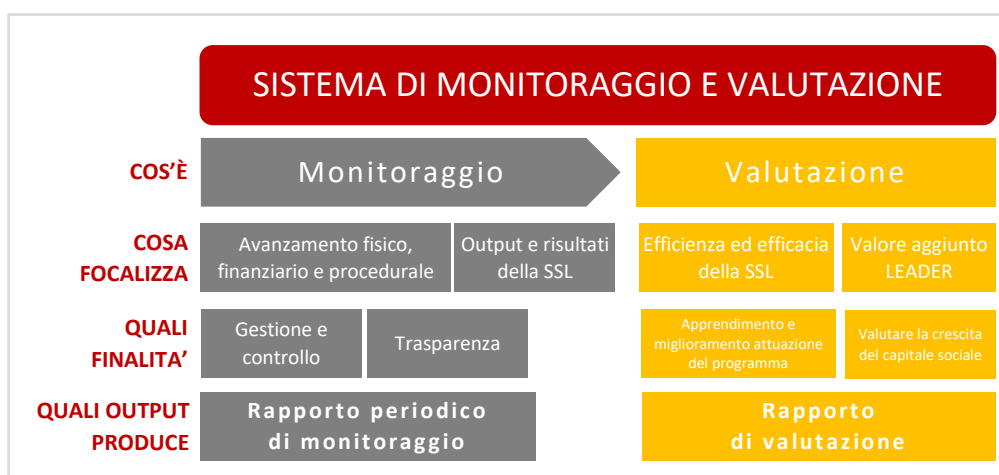 SISTEMA DI MONITORAGGIO E VALUTAZIONE
COS’È
Monitoraggio
Valutazione
COSA
FOCALIZZA
Avanzamento fisico,
finanziario e procedurale
Output e risultati
della SSL
Efficienza ed efficacia
della SSL
Valore aggiunto
LEADER
QUALI
FINALITA’
Gestione e
controllo
Trasparenza
Apprendimento e
miglioramento attuazione
del programma
Valutare la crescita
del capitale sociale
QUALI OUTPUT
PRODUCE
Rapporto periodico
di monitoraggio
Rapporto
di valutazione